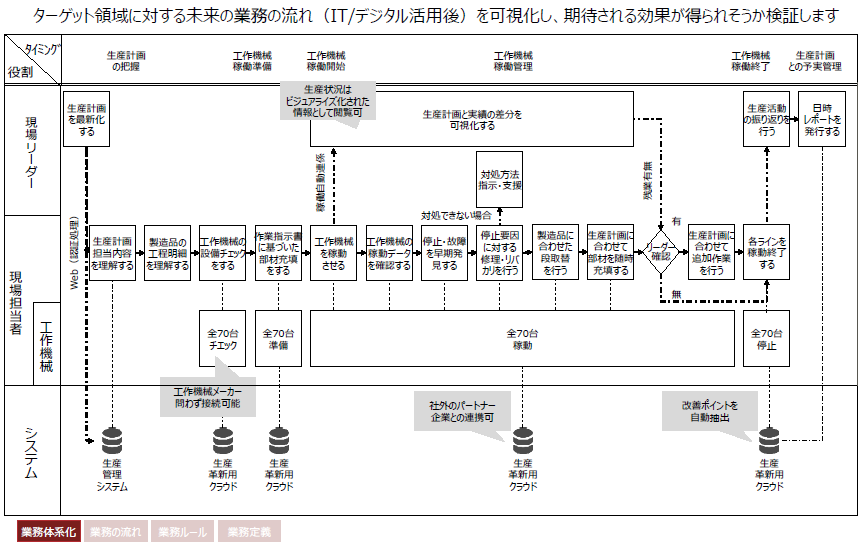 ターゲット領域に対する未来の業務の流れ（IT/デジタル活用後）を可視化し、期待される効果が得られそうか検証します
タイミング
役割
生産計画
の把握
工作機械
稼働準備
工作機械
稼働開始
工作機械
稼働管理
工作機械
稼働終了
生産計画
との予実管理
現場リーダー
生産計画
を最新化
する
生産状況は
ビジュアライズ化された
情報として閲覧可
生産計画と実績の差分を
可視化する
生産活動
の振り返りを
行う
日時
レポートを
発行する
稼働自動連係
対処方法
指示・支援
対処できない場合
残業有無
Web（認証処理）
現場担当者
生産計画
担当内容
を理解する
製造品の
工程明細
を理解する
工作機械の
設備チェックを
する
作業指示書
に基づいた
部材充填を
する
工作機械
を稼働
させる
工作機械の
稼働データ
を確認する
停止・故障
を早期発
見する
停止要因
に対する
修理・リバ
カリを行う
製造品に
合わせた
段取替
を行う
生産計画に
合わせて
部材を随時
充填する
リーダー
確認
有
無
生産計画に
合わせて
追加作業
を行う
各ラインを
稼働終了
する
工作機械
全70台
チェック
全70台
準備
全70台
稼働
全70台
停止
工作機械メーカー
問わず接続可能
社外のパートナー
企業との連携可
改善ポイントを
自動抽出
システム
生産
管理
システム
生産
革新用
クラウド
生産
革新用
クラウド
生産
革新用
クラウド
生産
革新用
クラウド
業務体系化
業務の流れ
業務ルール
業務定義